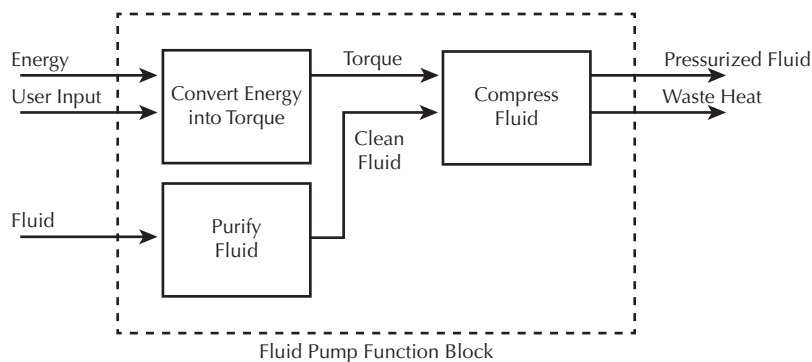 Energy
User Input
Convert Energy
into Torque
Torque
Compress
Fluid
Pressurized Fluid
Waste Heat
Clean
Fluid
Fluid
Purify
Fluid
Fluid Pump Function Block